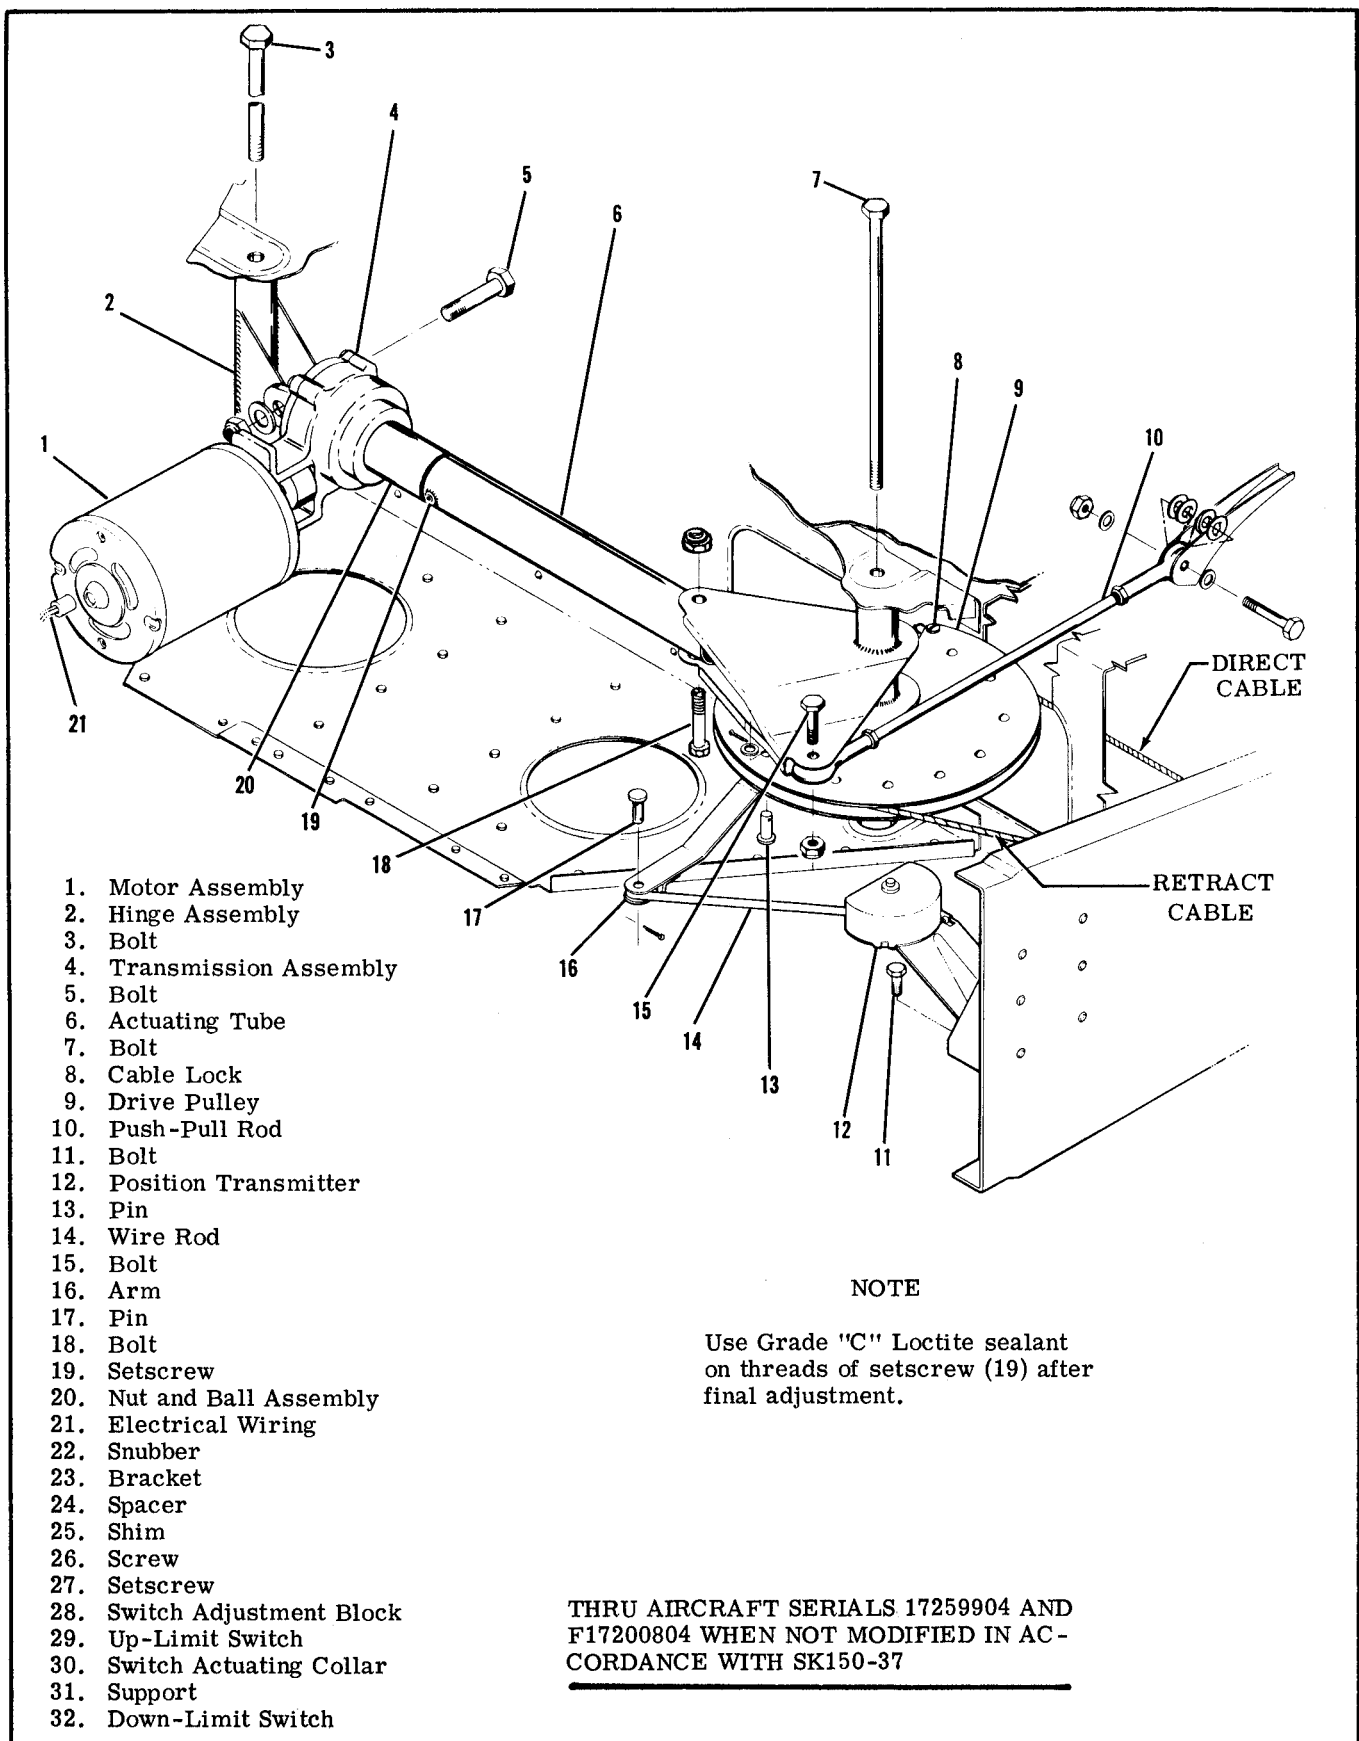 3
4
5
7
6
2
8
9
10
1
DIRECT
CABLE
21
20
19
18
RETRACT
CABLE
17
16
15
14
13
12
11
1. Motor Assembly
2. Hinge Assembly
3. Bolt
4. Transmission Assembly
5. Bolt
6. Actuating Tube
7. Bolt
8. Cable Lock
9. Drive Pulley
10. Push-Pull Rod
11. Bolt
12. Position Transmitter
13. Pin
14. Wire Rod
15. Bolt
16. Arm
17. Pin
18. Bolt
19. Setscrew
20. Nut and Ball Assembly
21. Electrical Wiring
22. Snubber
23. Bracket
24. Spacer
25. Shim
26. Screw
27. Setscrew
28. Switch Adjustment Block
29. Up-Limit Switch
30. Switch Actuating Collar
31. Support
32. Down-Limit Switch
NOTE
Use Grade "C" Loctite sealant
on threads of setscrew (19) after
final adjustment.
THRU AIRCRAFT SERIALS 17259904 AND
F17200804 WHEN NOT MODIFIED IN AC-
CORDANCE WITH SK150-37